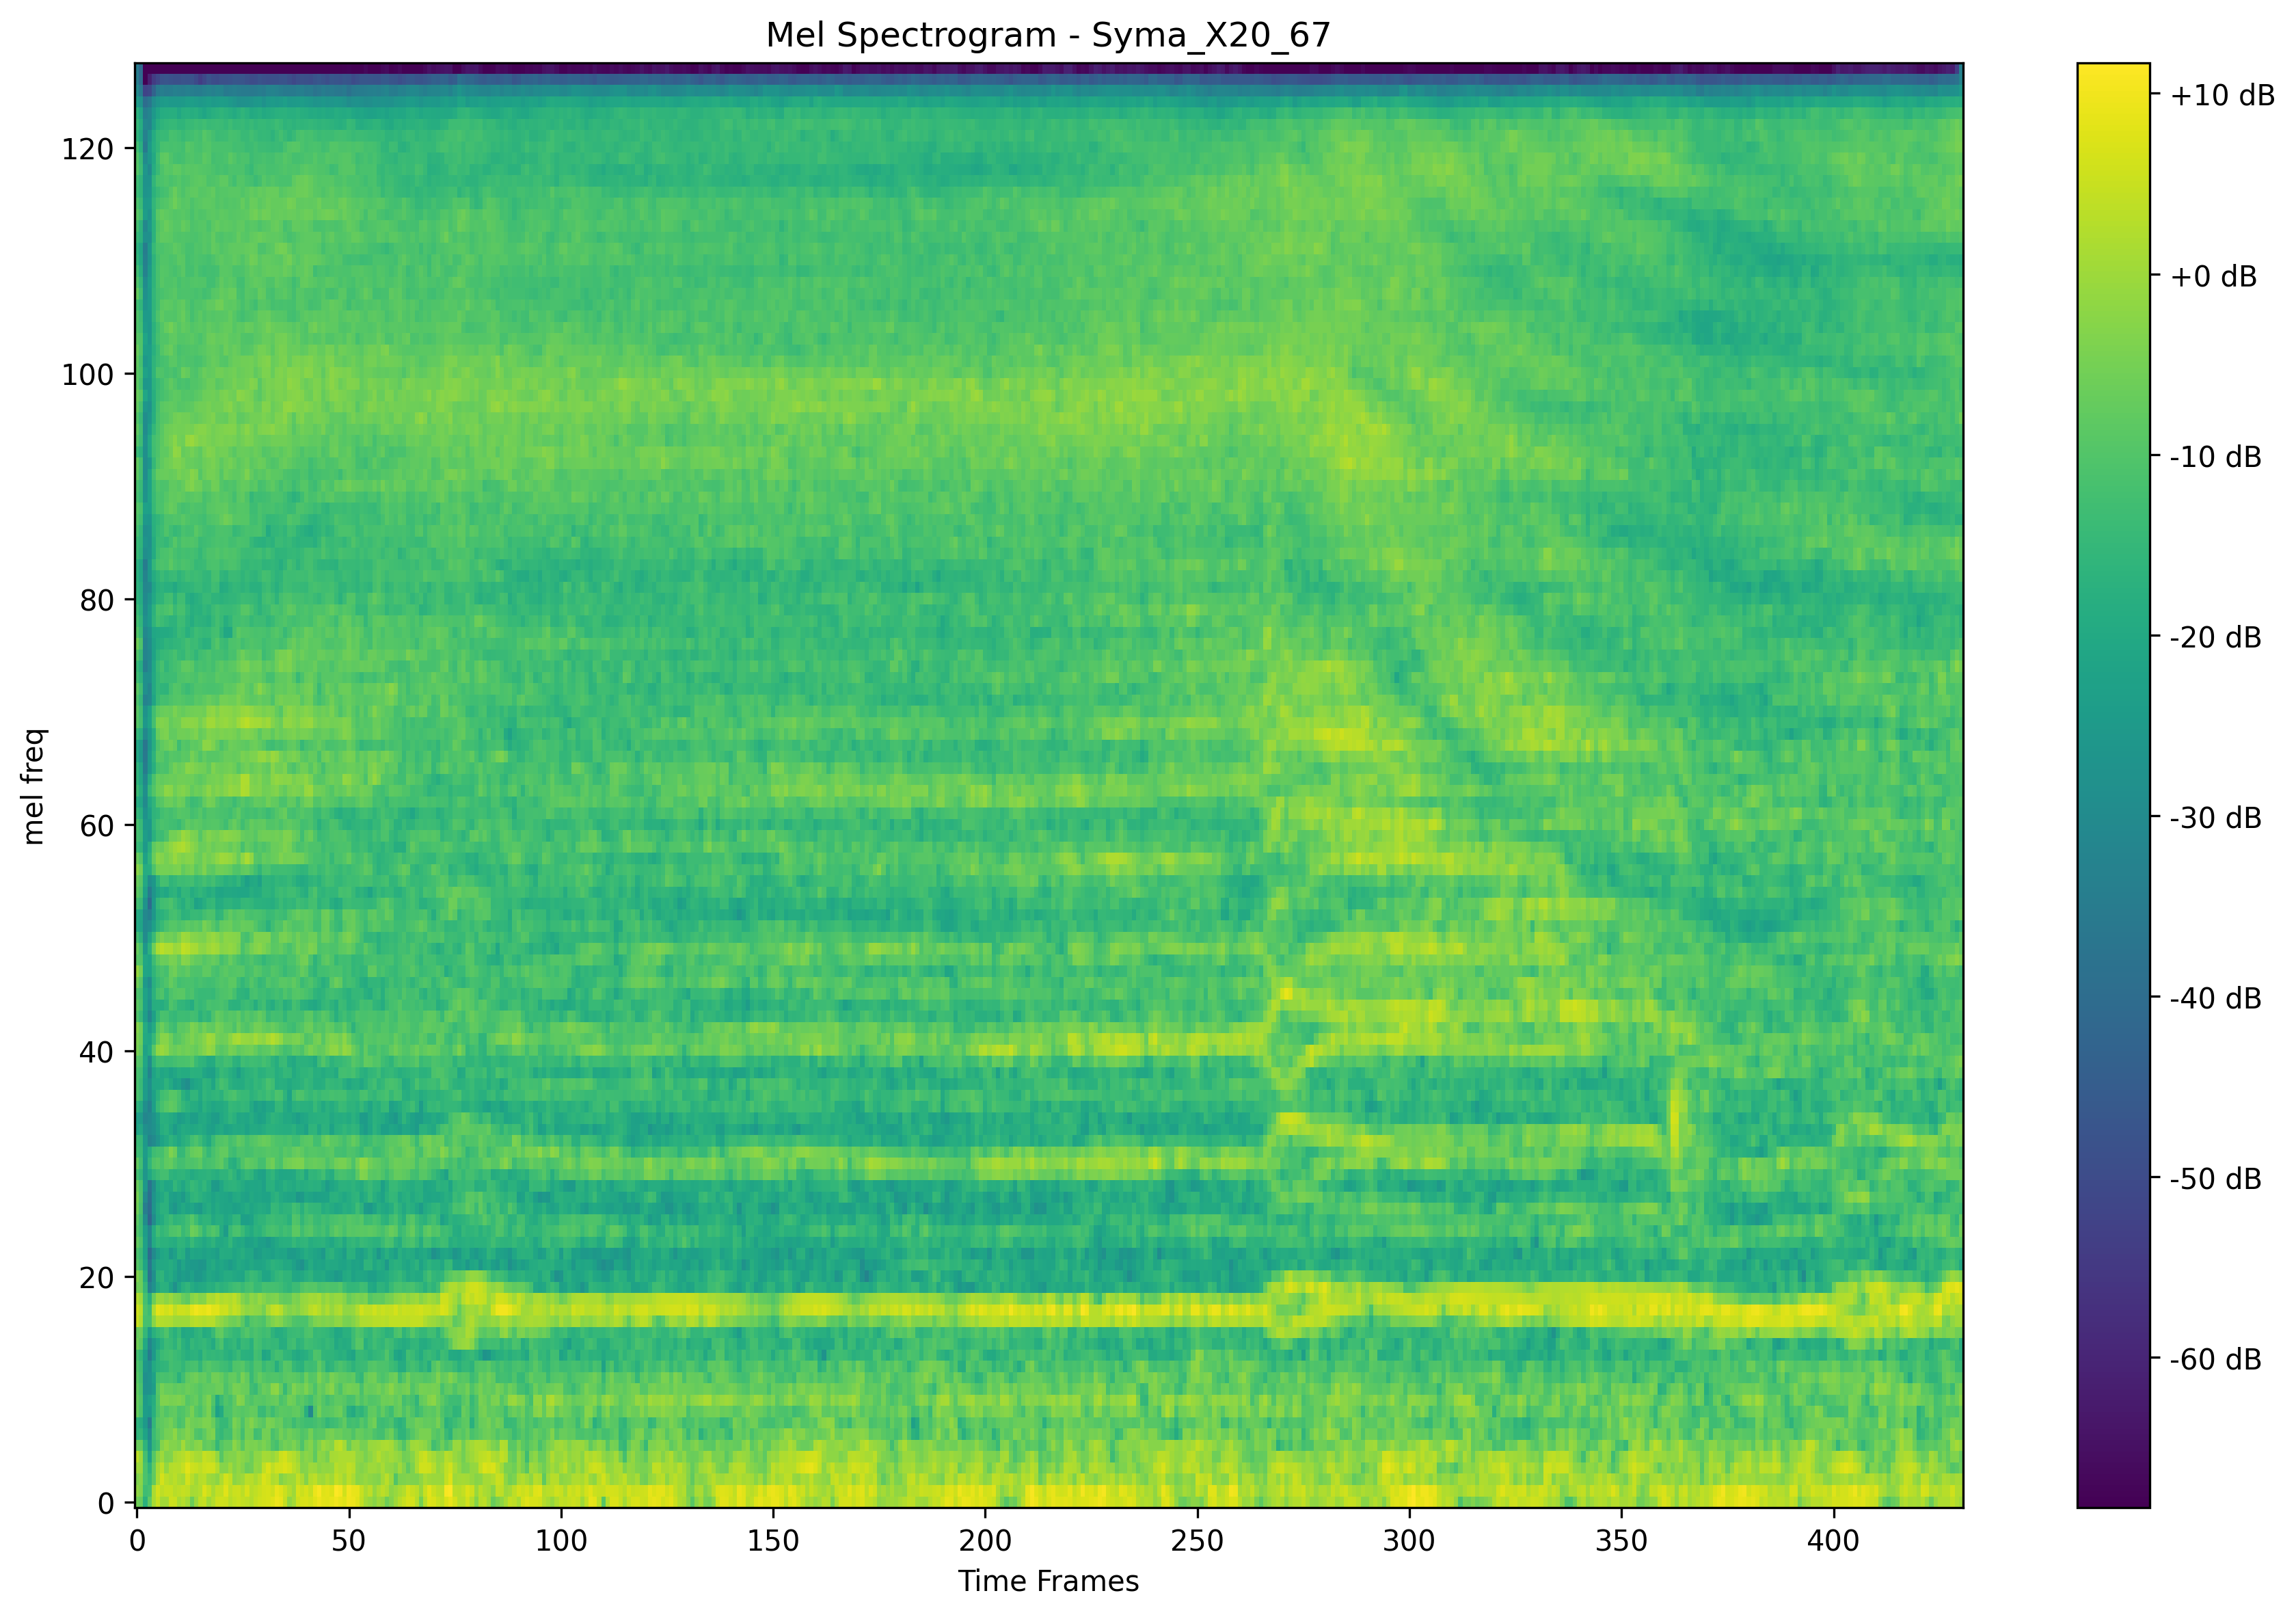 Mel Spectrogram - Syma_X20_67
mel freq
120
100
80
60
40
20
0
0 50 100 150 200 250 300 350 400
Time Frames
+10 dB
+0 dB
-10 dB
-20 dB
-30 dB
-40 dB
-50 dB
-60 dB